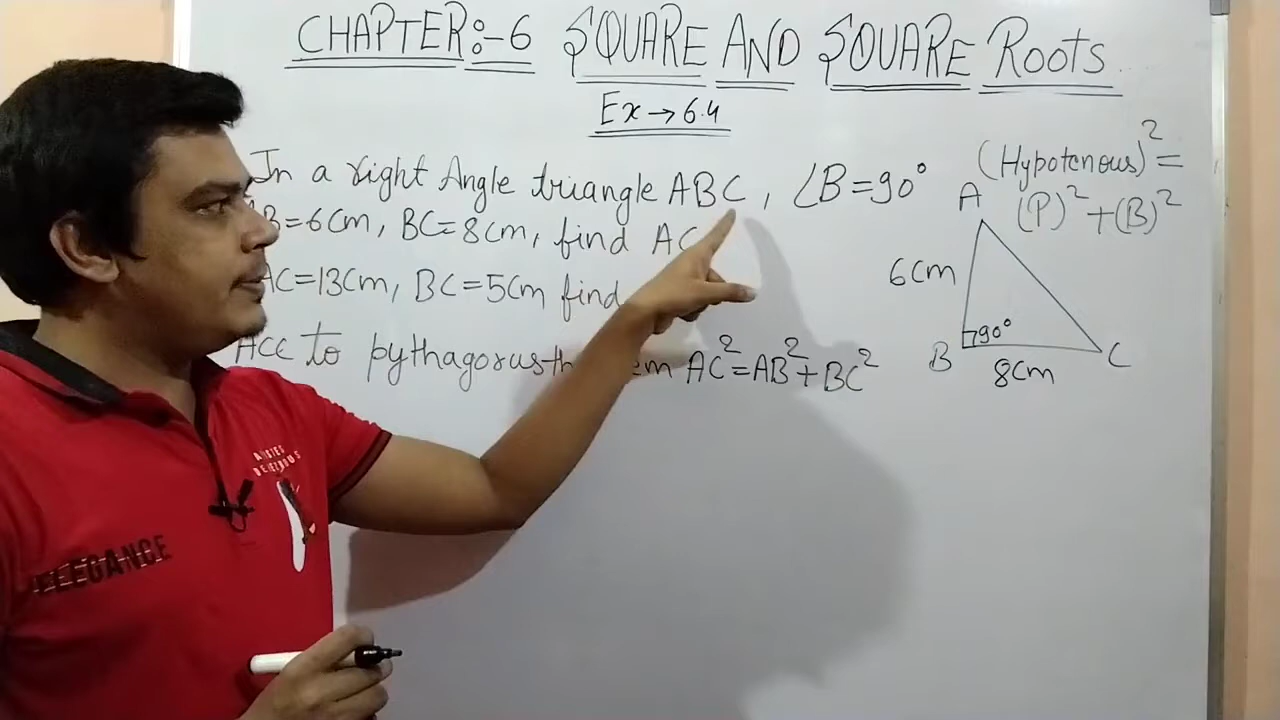 CHAPTER:-6 SQUARE AND SQUARE Roots
Ex → 6.4
In a right Angle triangle ABC, ∠B=90°
B=6cm, BC=8cm, find AC
AC=13cm, BC=5cm find
Acc to pythagorus AC²=AB²+BC²
(Hypotenous)²=
(P)²+(B)²
A
6cm
90°
B
8cm
C
ELEGANCE